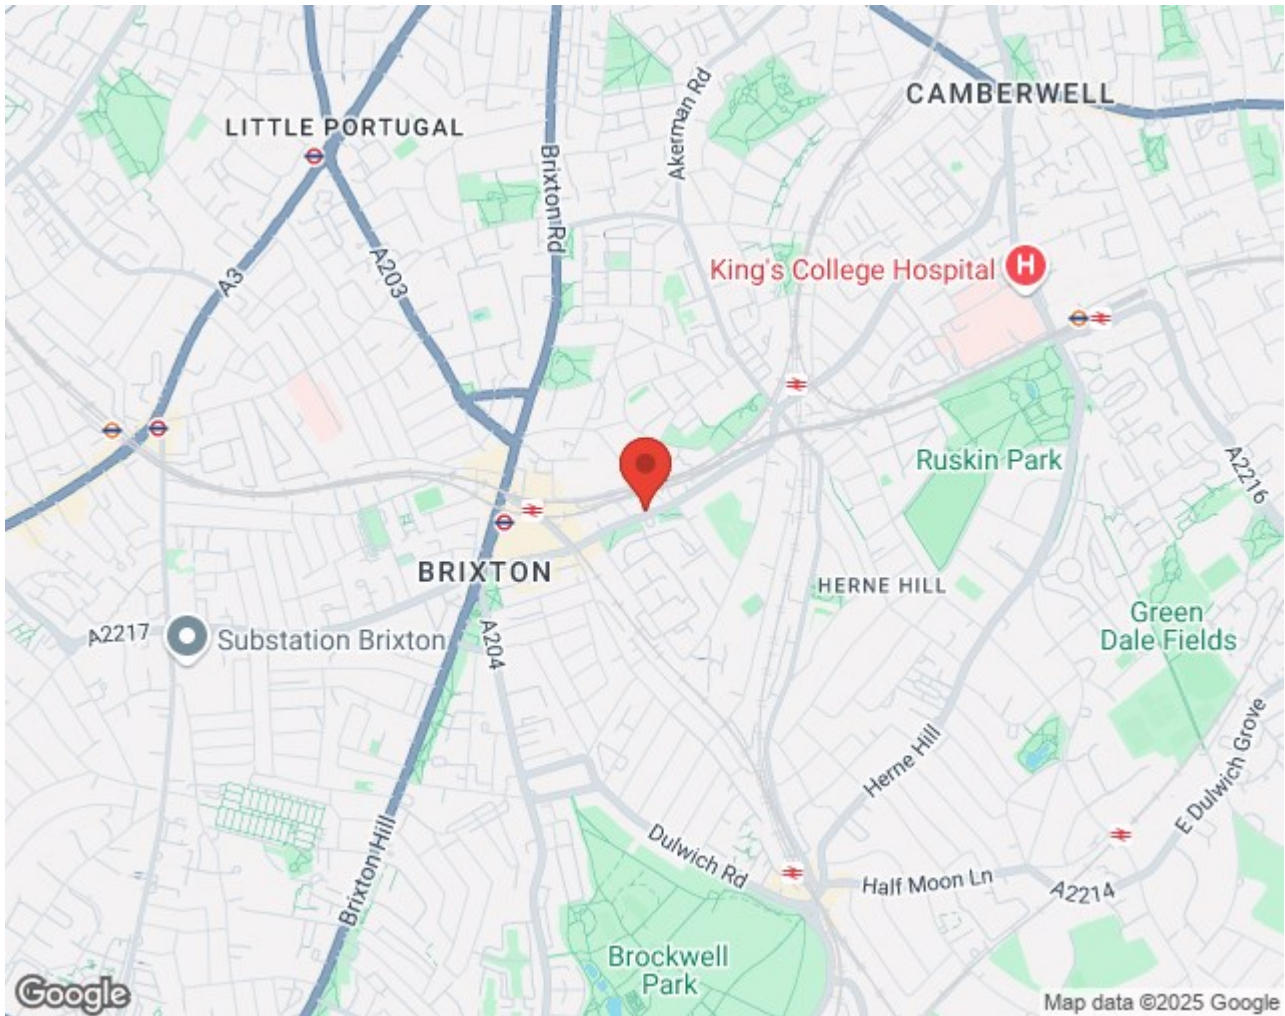 CAMBERWELL
LITTLE PORTUGAL
Akerman Rd
Brixton Rd
King's College Hospital
H
A3
A203
Ruskin Park
A2216
BRIXTON
HERNE HILL
Green
Dale Fields
A2217
Substation Brixton
A204
Herne Hill
E Dulwich Grove
Brixton Hill
Dulwich Rd
Half Moon Ln
A2214
Brockwell
Park
Google
Map data ©2025 Google